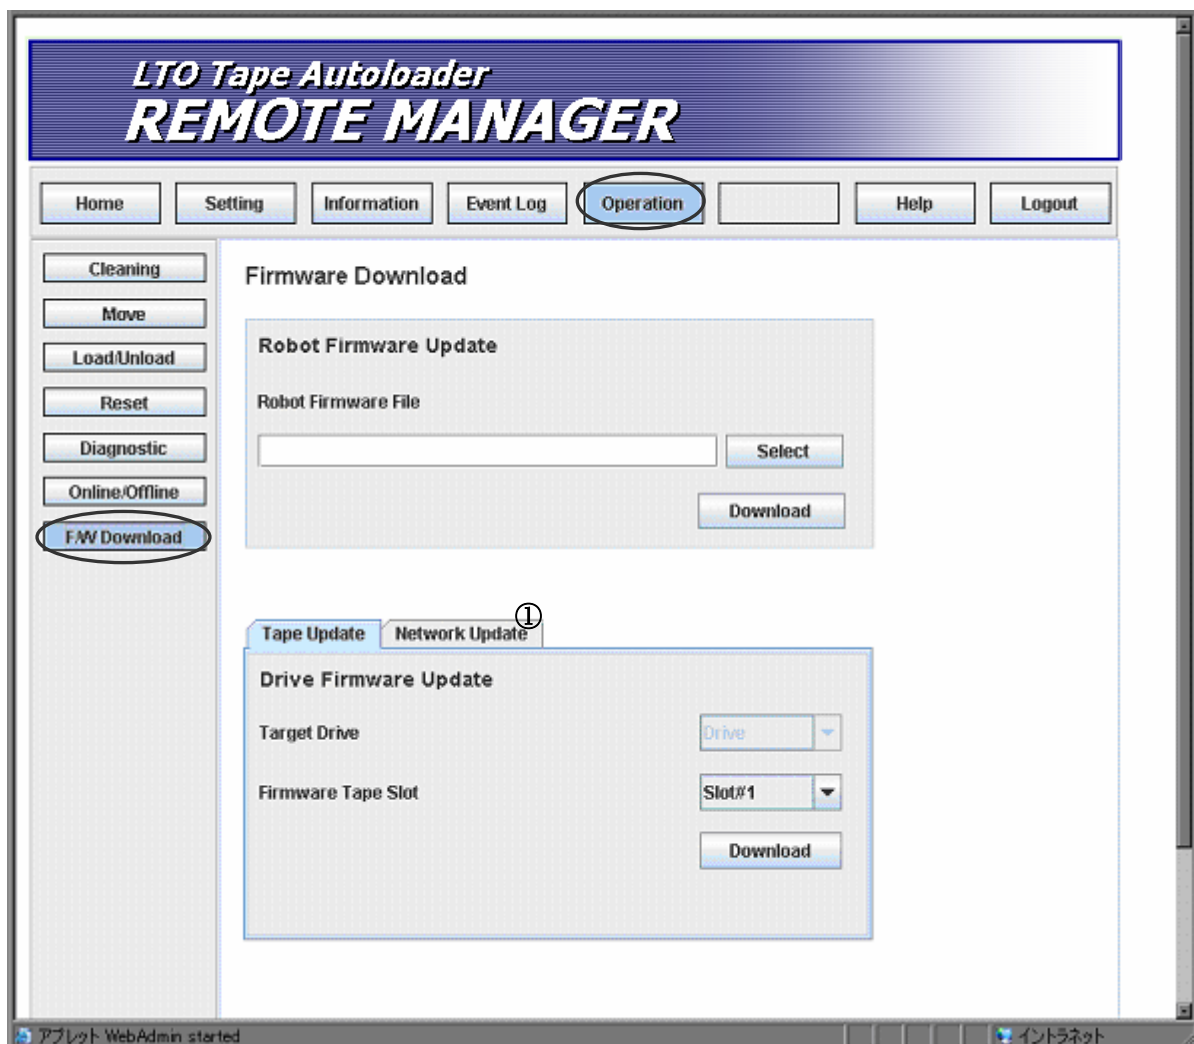 LTO Tape Autoloader
REMOTE MANAGER
Home Setting Information Event Log Operation Help Logout
Cleaning
Move
Load/Unload
Reset
Diagnostic
Online/Offline
F/W Download
Firmware Download
Robot Firmware Update
Robot Firmware File
Select
Download
①
Tape Update Network Update
Drive Firmware Update
Target Drive Drive
Firmware Tape Slot Slot#1
Download
アプレット WebAdmin started イントラネット